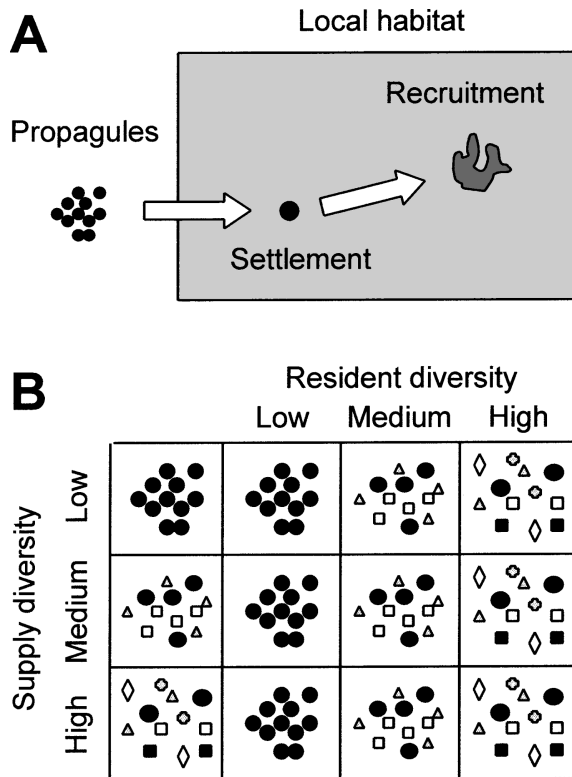 A
Local habitat
Propagules
Recruitment
Settlement
B
Resident diversity
Low Medium High
Supply diversity
Low
Medium
High